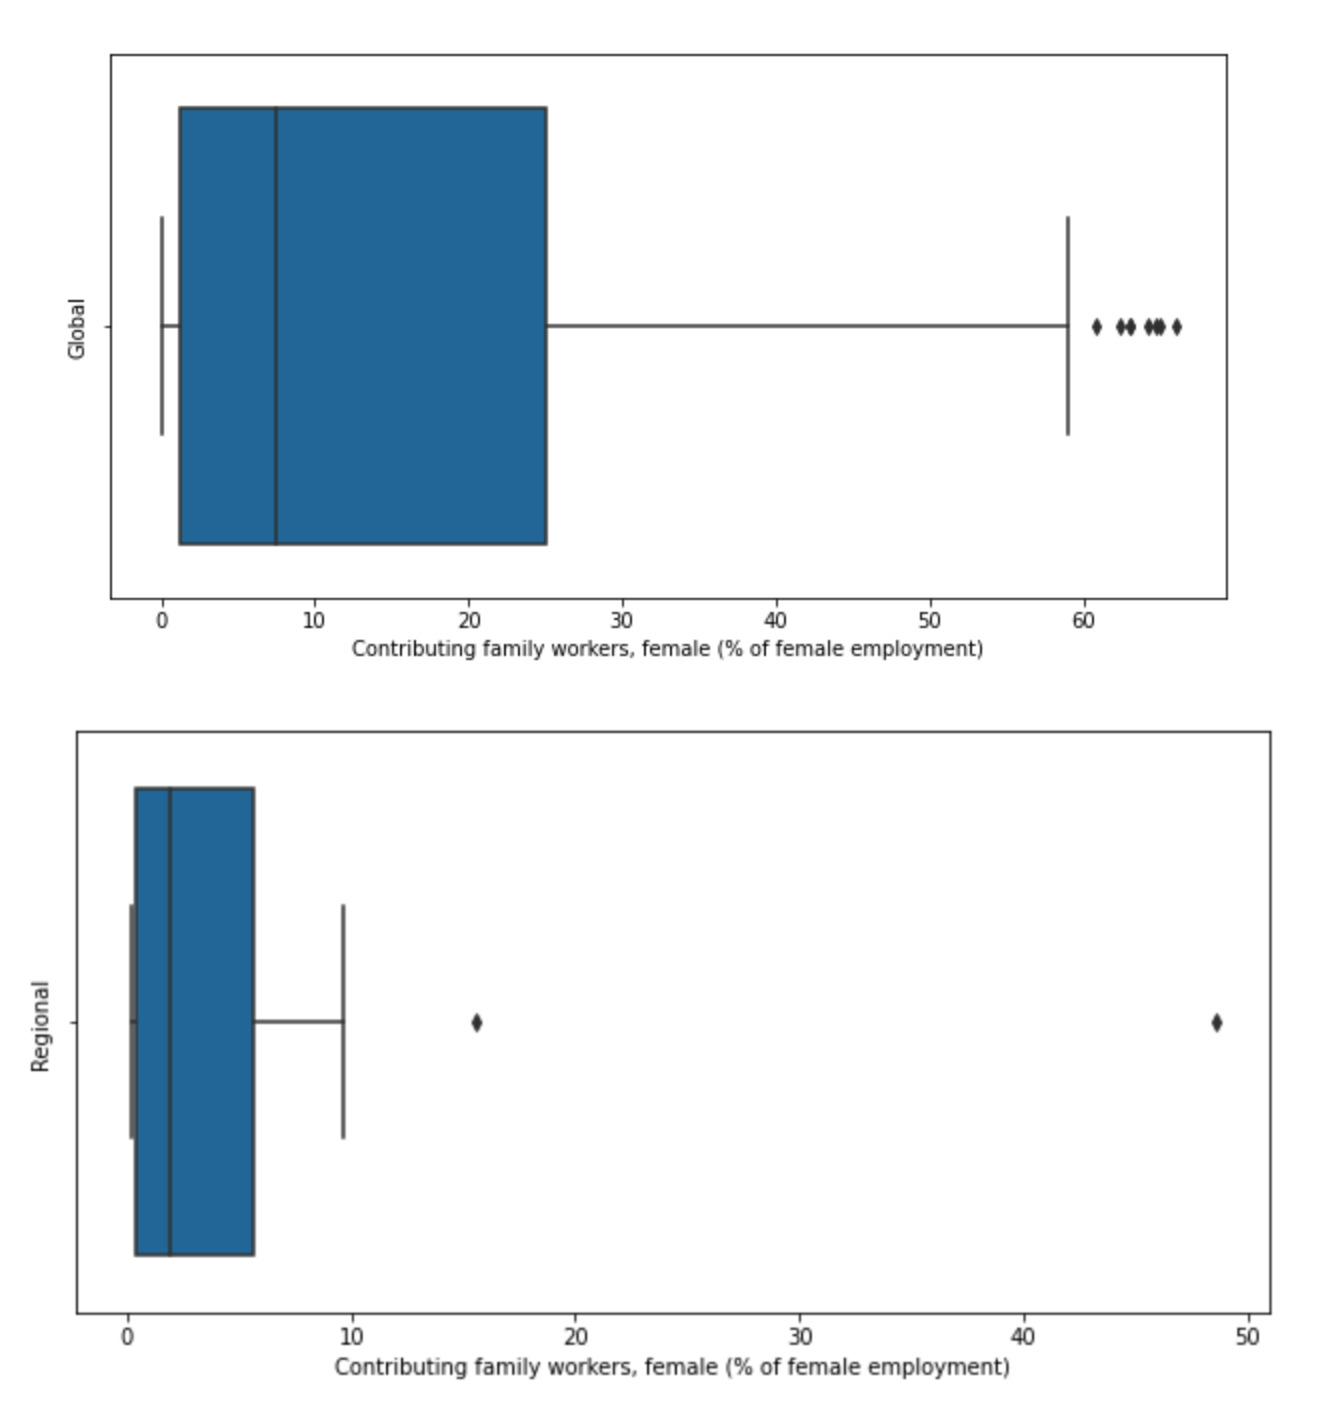 Global
0 10 20 30 40 50 60
Contributing family workers, female (% of female employment)
Regional
0 10 20 30 40 50
Contributing family workers, female (% of female employment)